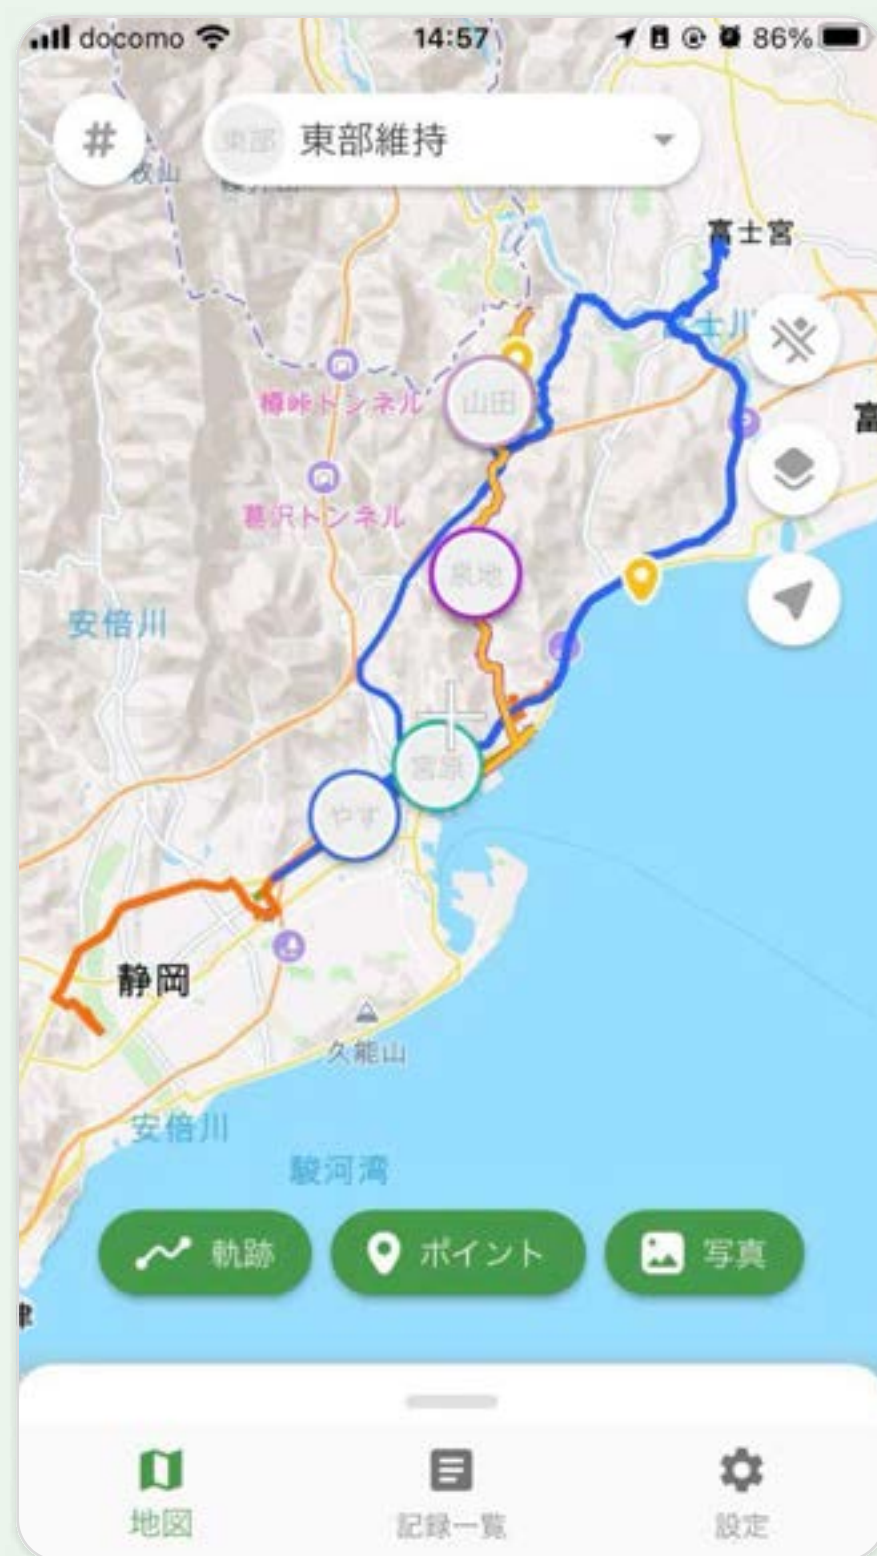 docomo 14:57 86%
# 東部 東部維持
富士宮
士川
山田
樽峠トンネル
富
葛沢トンネル
泉地
安倍川
宮原
やす
静岡
久能山
安倍川
駿河湾
軌跡 ポイント 写真
地図 記録一覧 設定